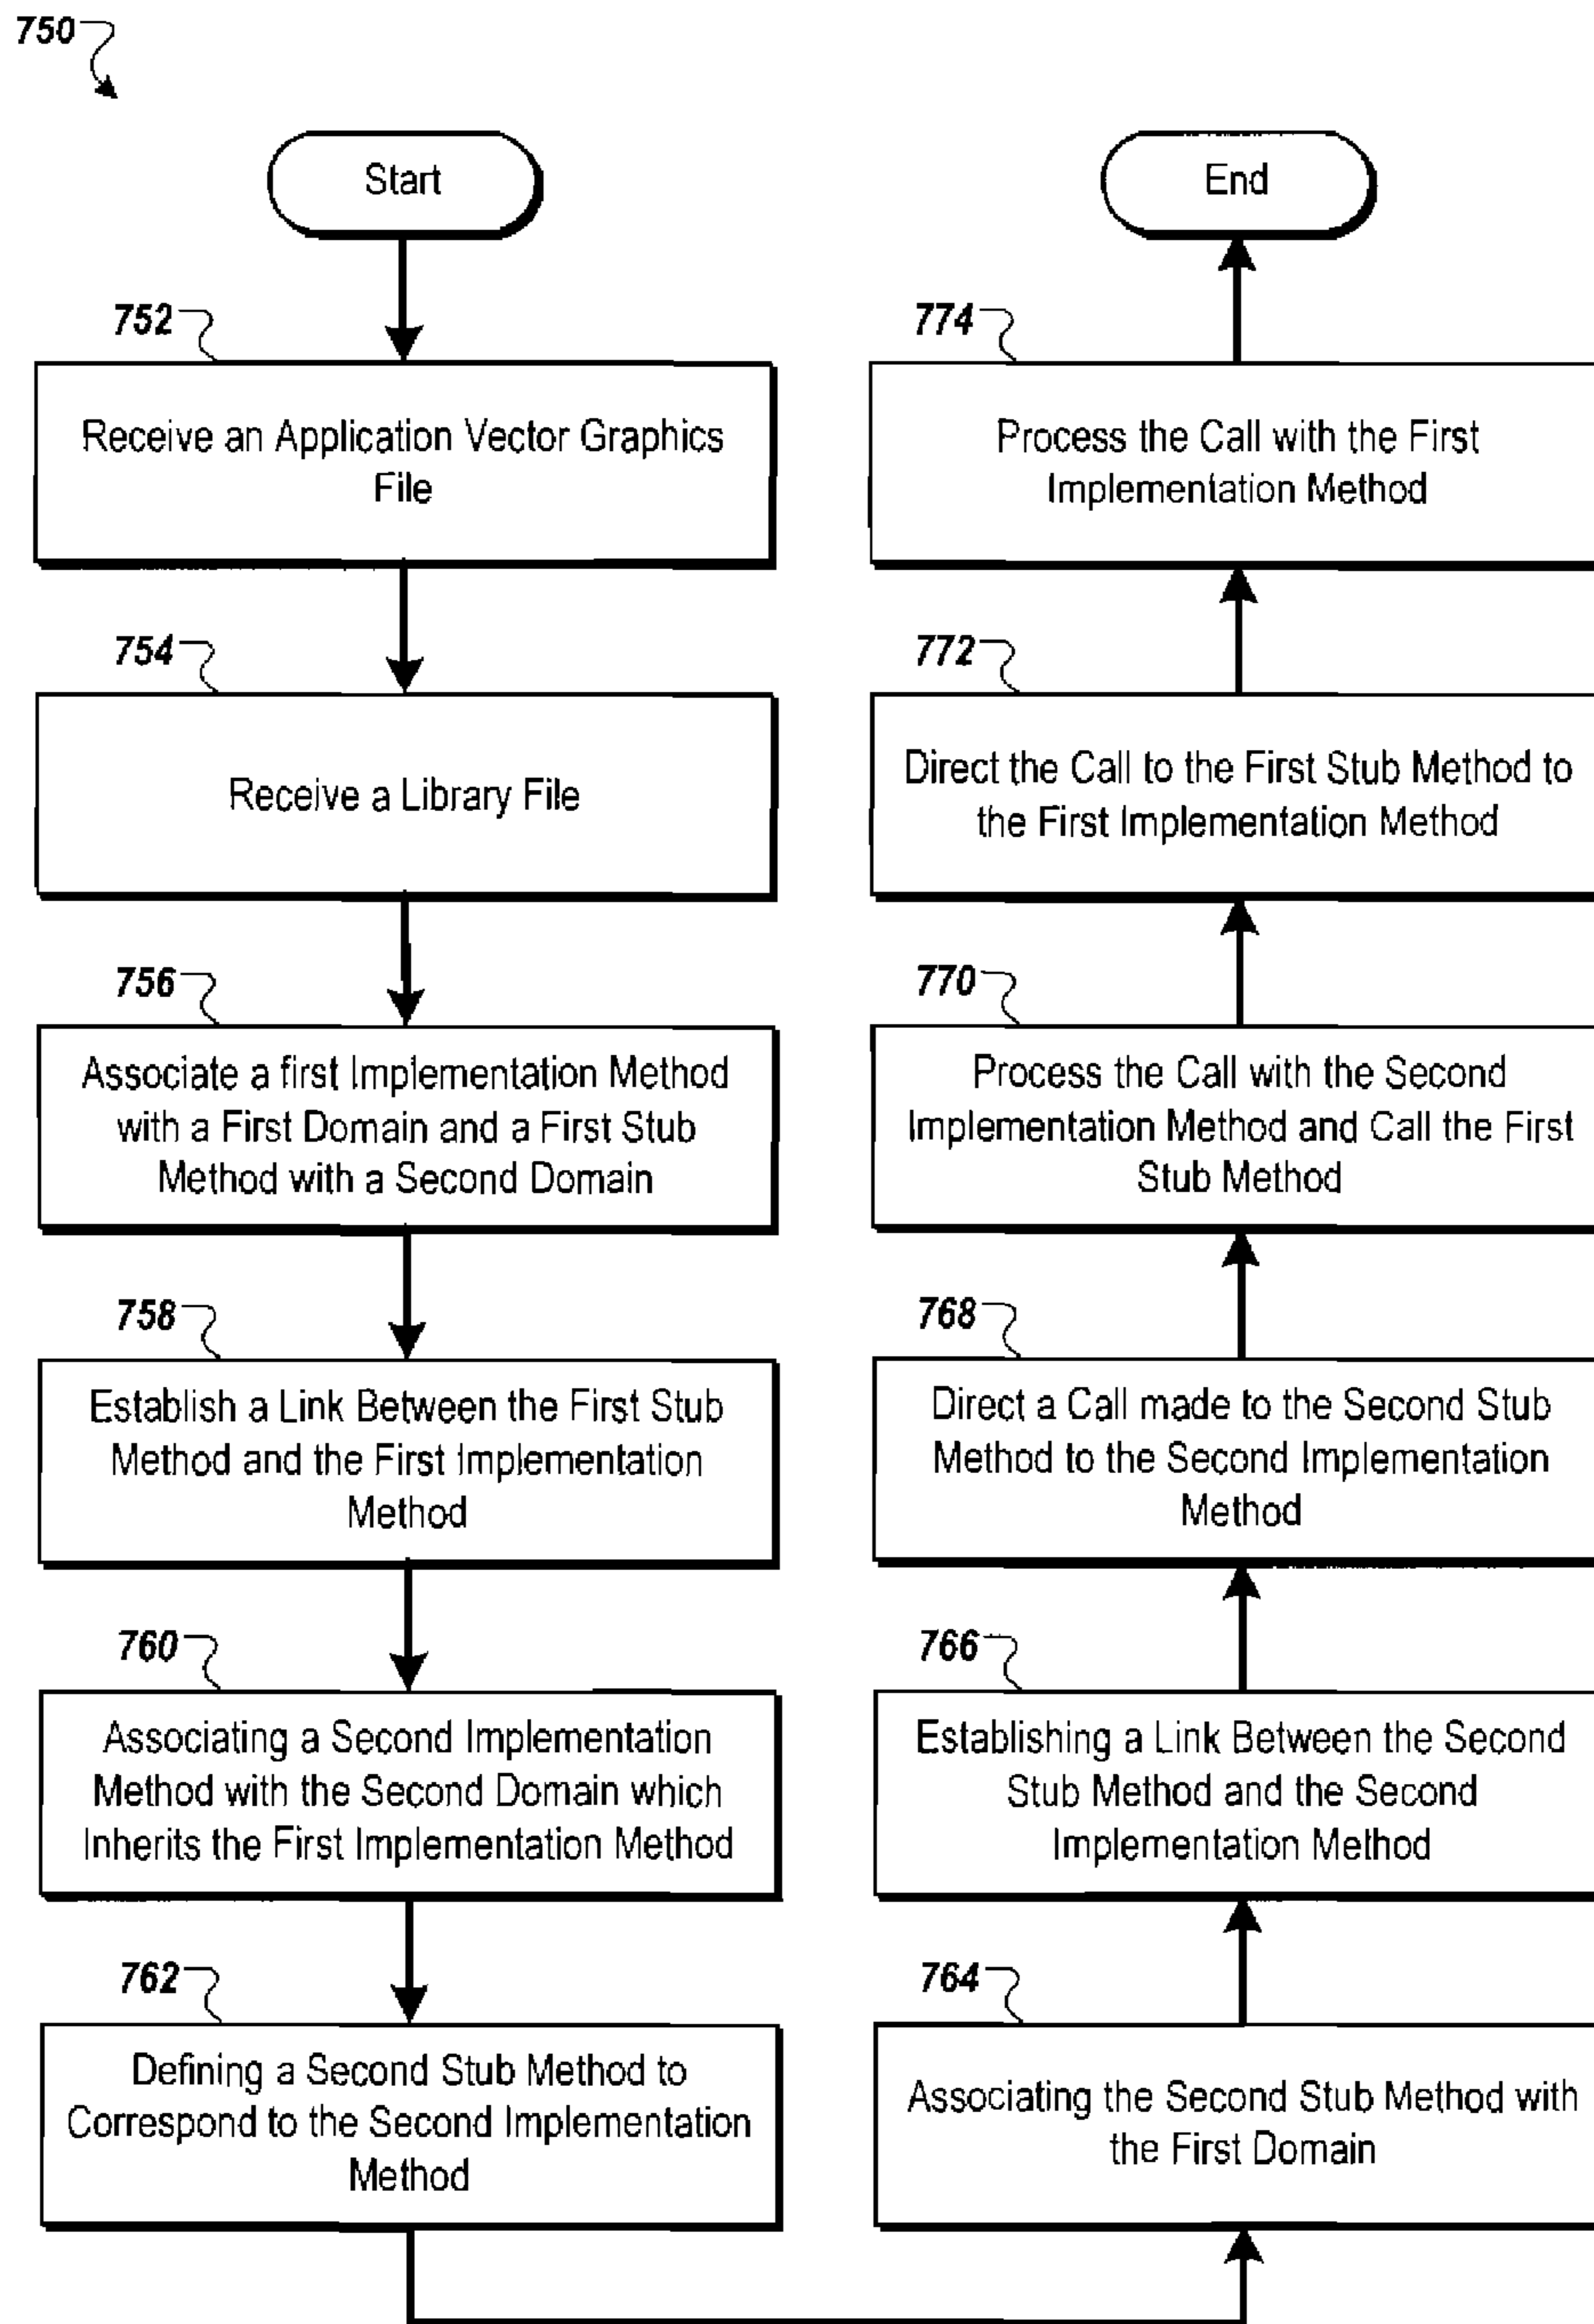 750
Start
752
Receive an Application Vector Graphics
File
754
Receive a Library File
756
Associate a first Implementation Method
with a First Domain and a First Stub
Method with a Second Domain
758
Establish a Link Between the First Stub
Method and the First Implementation
Method
760
Associating a Second Implementation
Method with the Second Domain which
Inherits the First Implementation Method
762
Defining a Second Stub Method to
Correspond to the Second Implementation
Method
764
Associating the Second Stub Method with
the First Domain
766
Establishing a Link Between the Second
Stub Method and the Second
Implementation Method
768
Direct a Call made to the Second Stub
Method to the Second Implementation
Method
770
Process the Call with the Second
Implementation Method and Call the First
Stub Method
772
Direct the Call to the First Stub Method to
the First Implementation Method
774
Process the Call with the First
Implementation Method
End